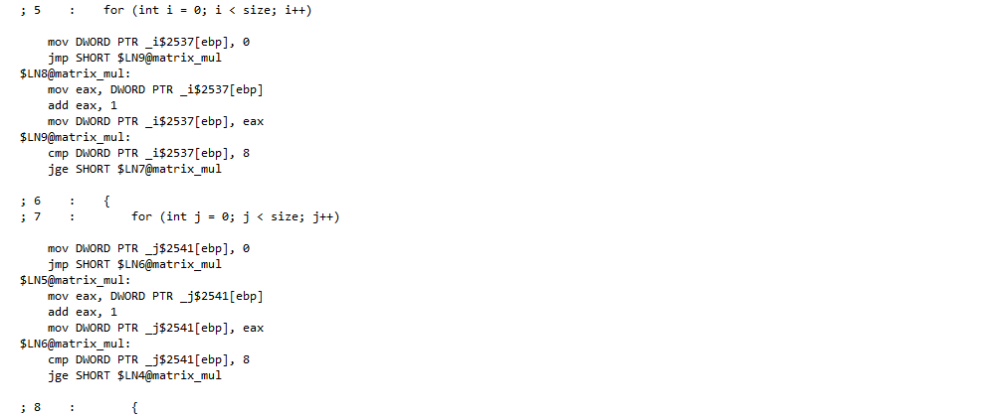 ; 5    :    for (int i = 0; i < size; i++)
    mov DWORD PTR _i$2537[ebp], 0
    jmp SHORT $LN9@matrix_mul
$LN8@matrix_mul:
    mov eax, DWORD PTR _i$2537[ebp]
    add eax, 1
    mov DWORD PTR _i$2537[ebp], eax
$LN9@matrix_mul:
    cmp DWORD PTR _i$2537[ebp], 8
    jge SHORT $LN7@matrix_mul
; 6    :    {
; 7    :        for (int j = 0; j < size; j++)
    mov DWORD PTR _j$2541[ebp], 0
    jmp SHORT $LN6@matrix_mul
$LN5@matrix_mul:
    mov eax, DWORD PTR _j$2541[ebp]
    add eax, 1
    mov DWORD PTR _j$2541[ebp], eax
$LN6@matrix_mul:
    cmp DWORD PTR _j$2541[ebp], 8
    jge SHORT $LN4@matrix_mul
; 8    :        {